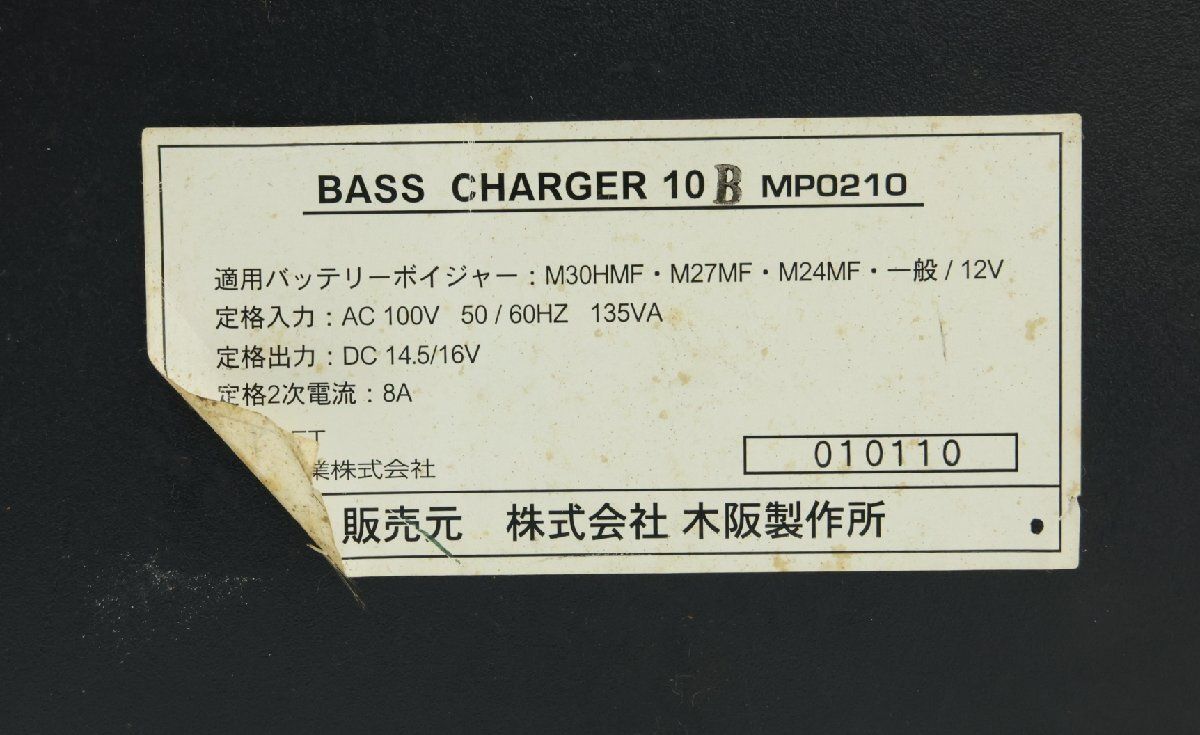 BASS CHARGER 10 B MP0210
適用バッテリーボイジャー : M30HMF・M27MF・M24MF・一般 / 12V
定格入力 : AC 100V 50 / 60HZ 135VA
定格出力 : DC 14.5/16V
定格2次電流 : 8A
ET
業株式会社
010110
販売元 株式会社 木阪製作所